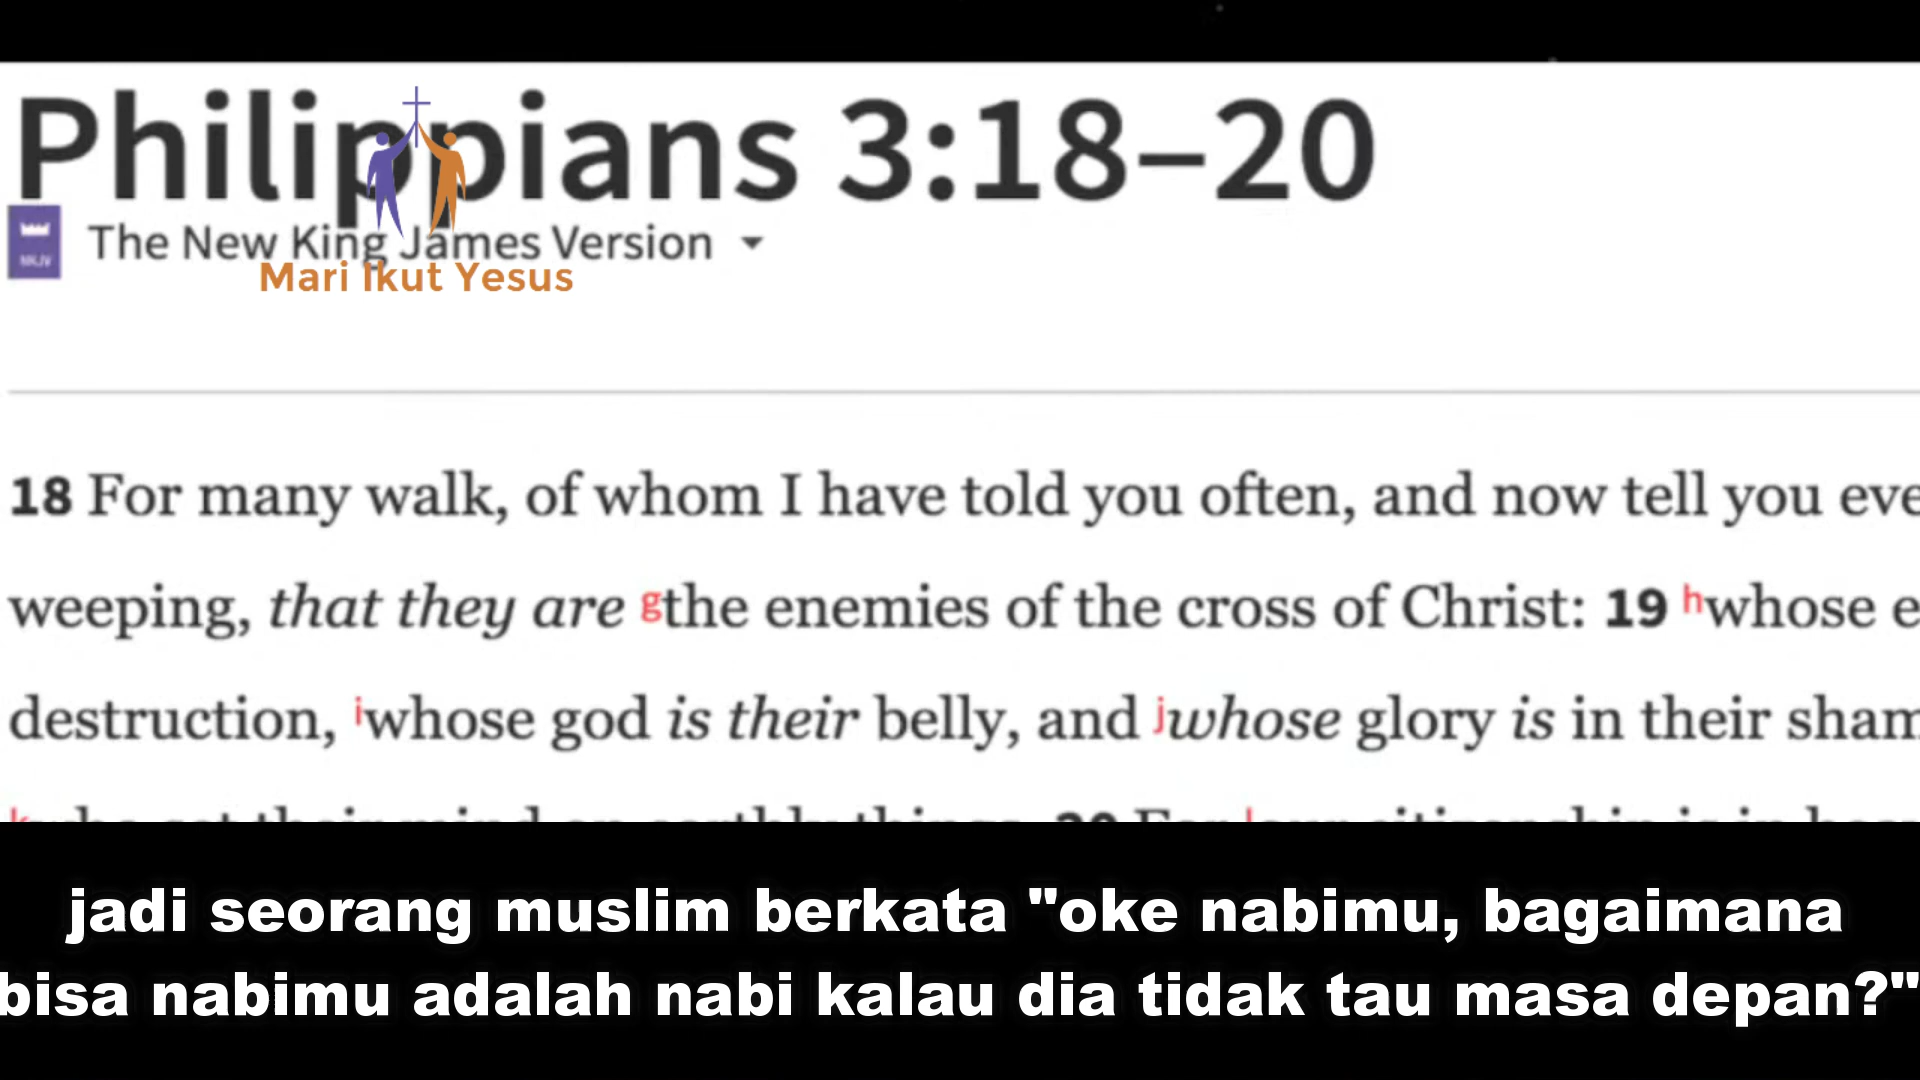 Philippians 3:18–20
NKJV The New King James Version
Mari Ikut Yesus
18 For many walk, of whom I have told you often, and now tell you eve
weeping, that they are gthe enemies of the cross of Christ: 19 hwhose e
destruction, iwhose god is their belly, and jwhose glory is in their sham
jadi seorang muslim berkata "oke nabimu, bagaimana
bisa nabimu adalah nabi kalau dia tidak tau masa depan?"